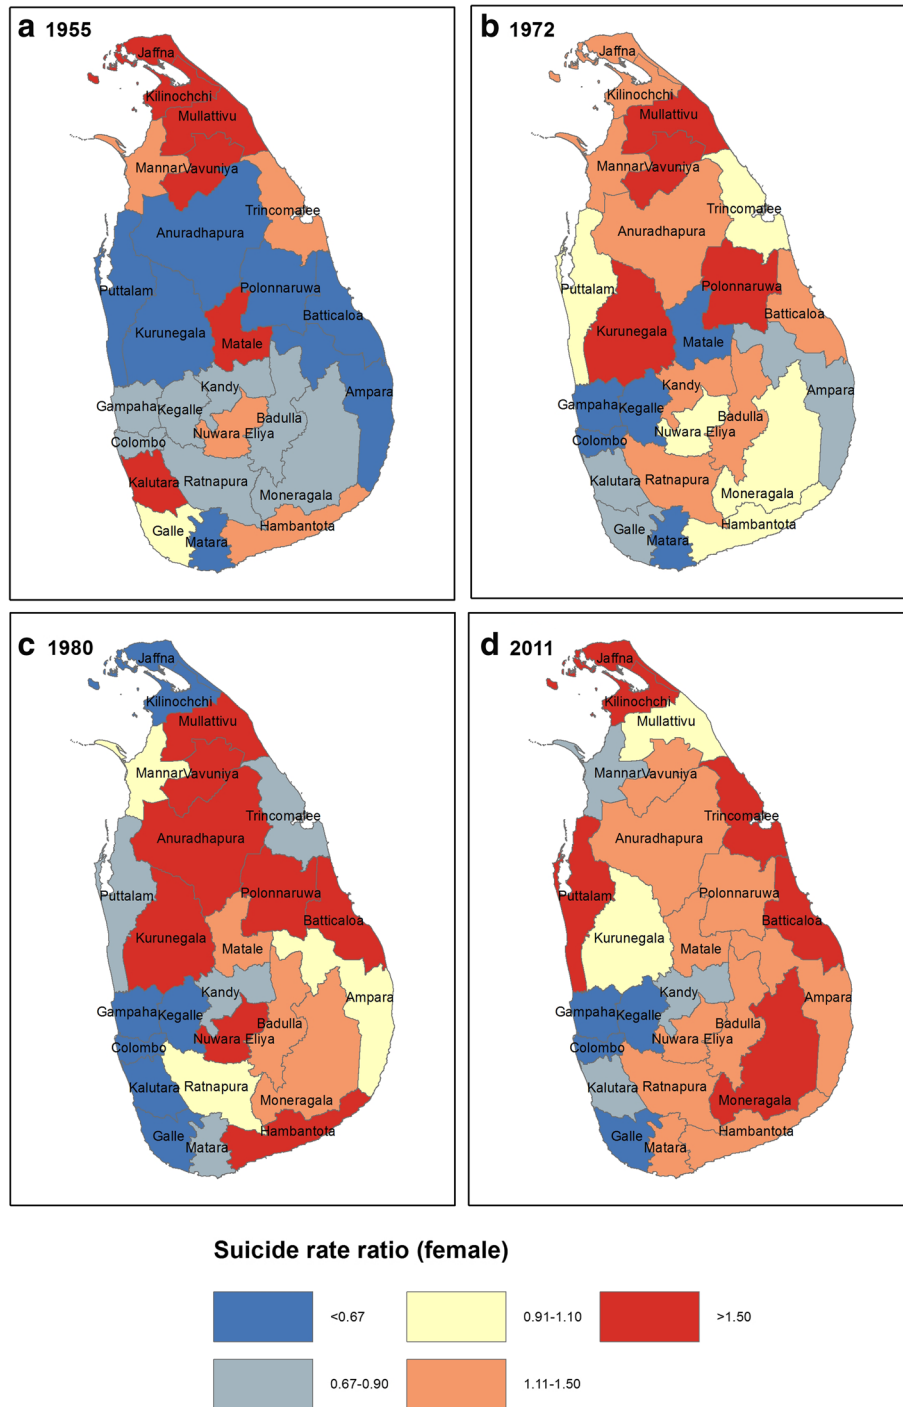 a 1955
Jaffna
Kilinochchi
Mullattivu
Mannar Vavuniya
Trincomalee
Anuradhapura
Puttalam
Polonnaruwa
Batticaloa
Kurunegala
Matale
Kandy
Ampara
Gampaha
Kegalle
Badulla
Nuwara Eliya
Colombo
Kalutara
Ratnapura
Moneragala
Galle
Hambantota
Matara
b 1972
Jaffna
Kilinochchi
Mullattivu
Mannar Vavuniya
Trincomalee
Anuradhapura
Puttalam
Polonnaruwa
Batticaloa
Kurunegala
Matale
Kandy
Ampara
Gampaha
Kegalle
Badulla
Nuwara Eliya
Colombo
Kalutara
Ratnapura
Moneragala
Galle
Hambantota
Matara
c 1980
Jaffna
Kilinochchi
Mullattivu
Mannar Vavuniya
Trincomalee
Anuradhapura
Puttalam
Polonnaruwa
Batticaloa
Kurunegala
Matale
Kandy
Ampara
Gampaha
Kegalle
Badulla
Nuwara Eliya
Colombo
Kalutara
Ratnapura
Moneragala
Galle
Hambantota
Matara
d 2011
Jaffna
Kilinochchi
Mullattivu
Mannar Vavuniya
Trincomalee
Anuradhapura
Puttalam
Polonnaruwa
Batticaloa
Kurunegala
Matale
Kandy
Ampara
Gampaha
Kegalle
Badulla
Nuwara Eliya
Colombo
Kalutara
Ratnapura
Moneragala
Galle
Hambantota
Matara
Suicide rate ratio (female)
<0.67
0.91-1.10
>1.50
0.67-0.90
1.11-1.50